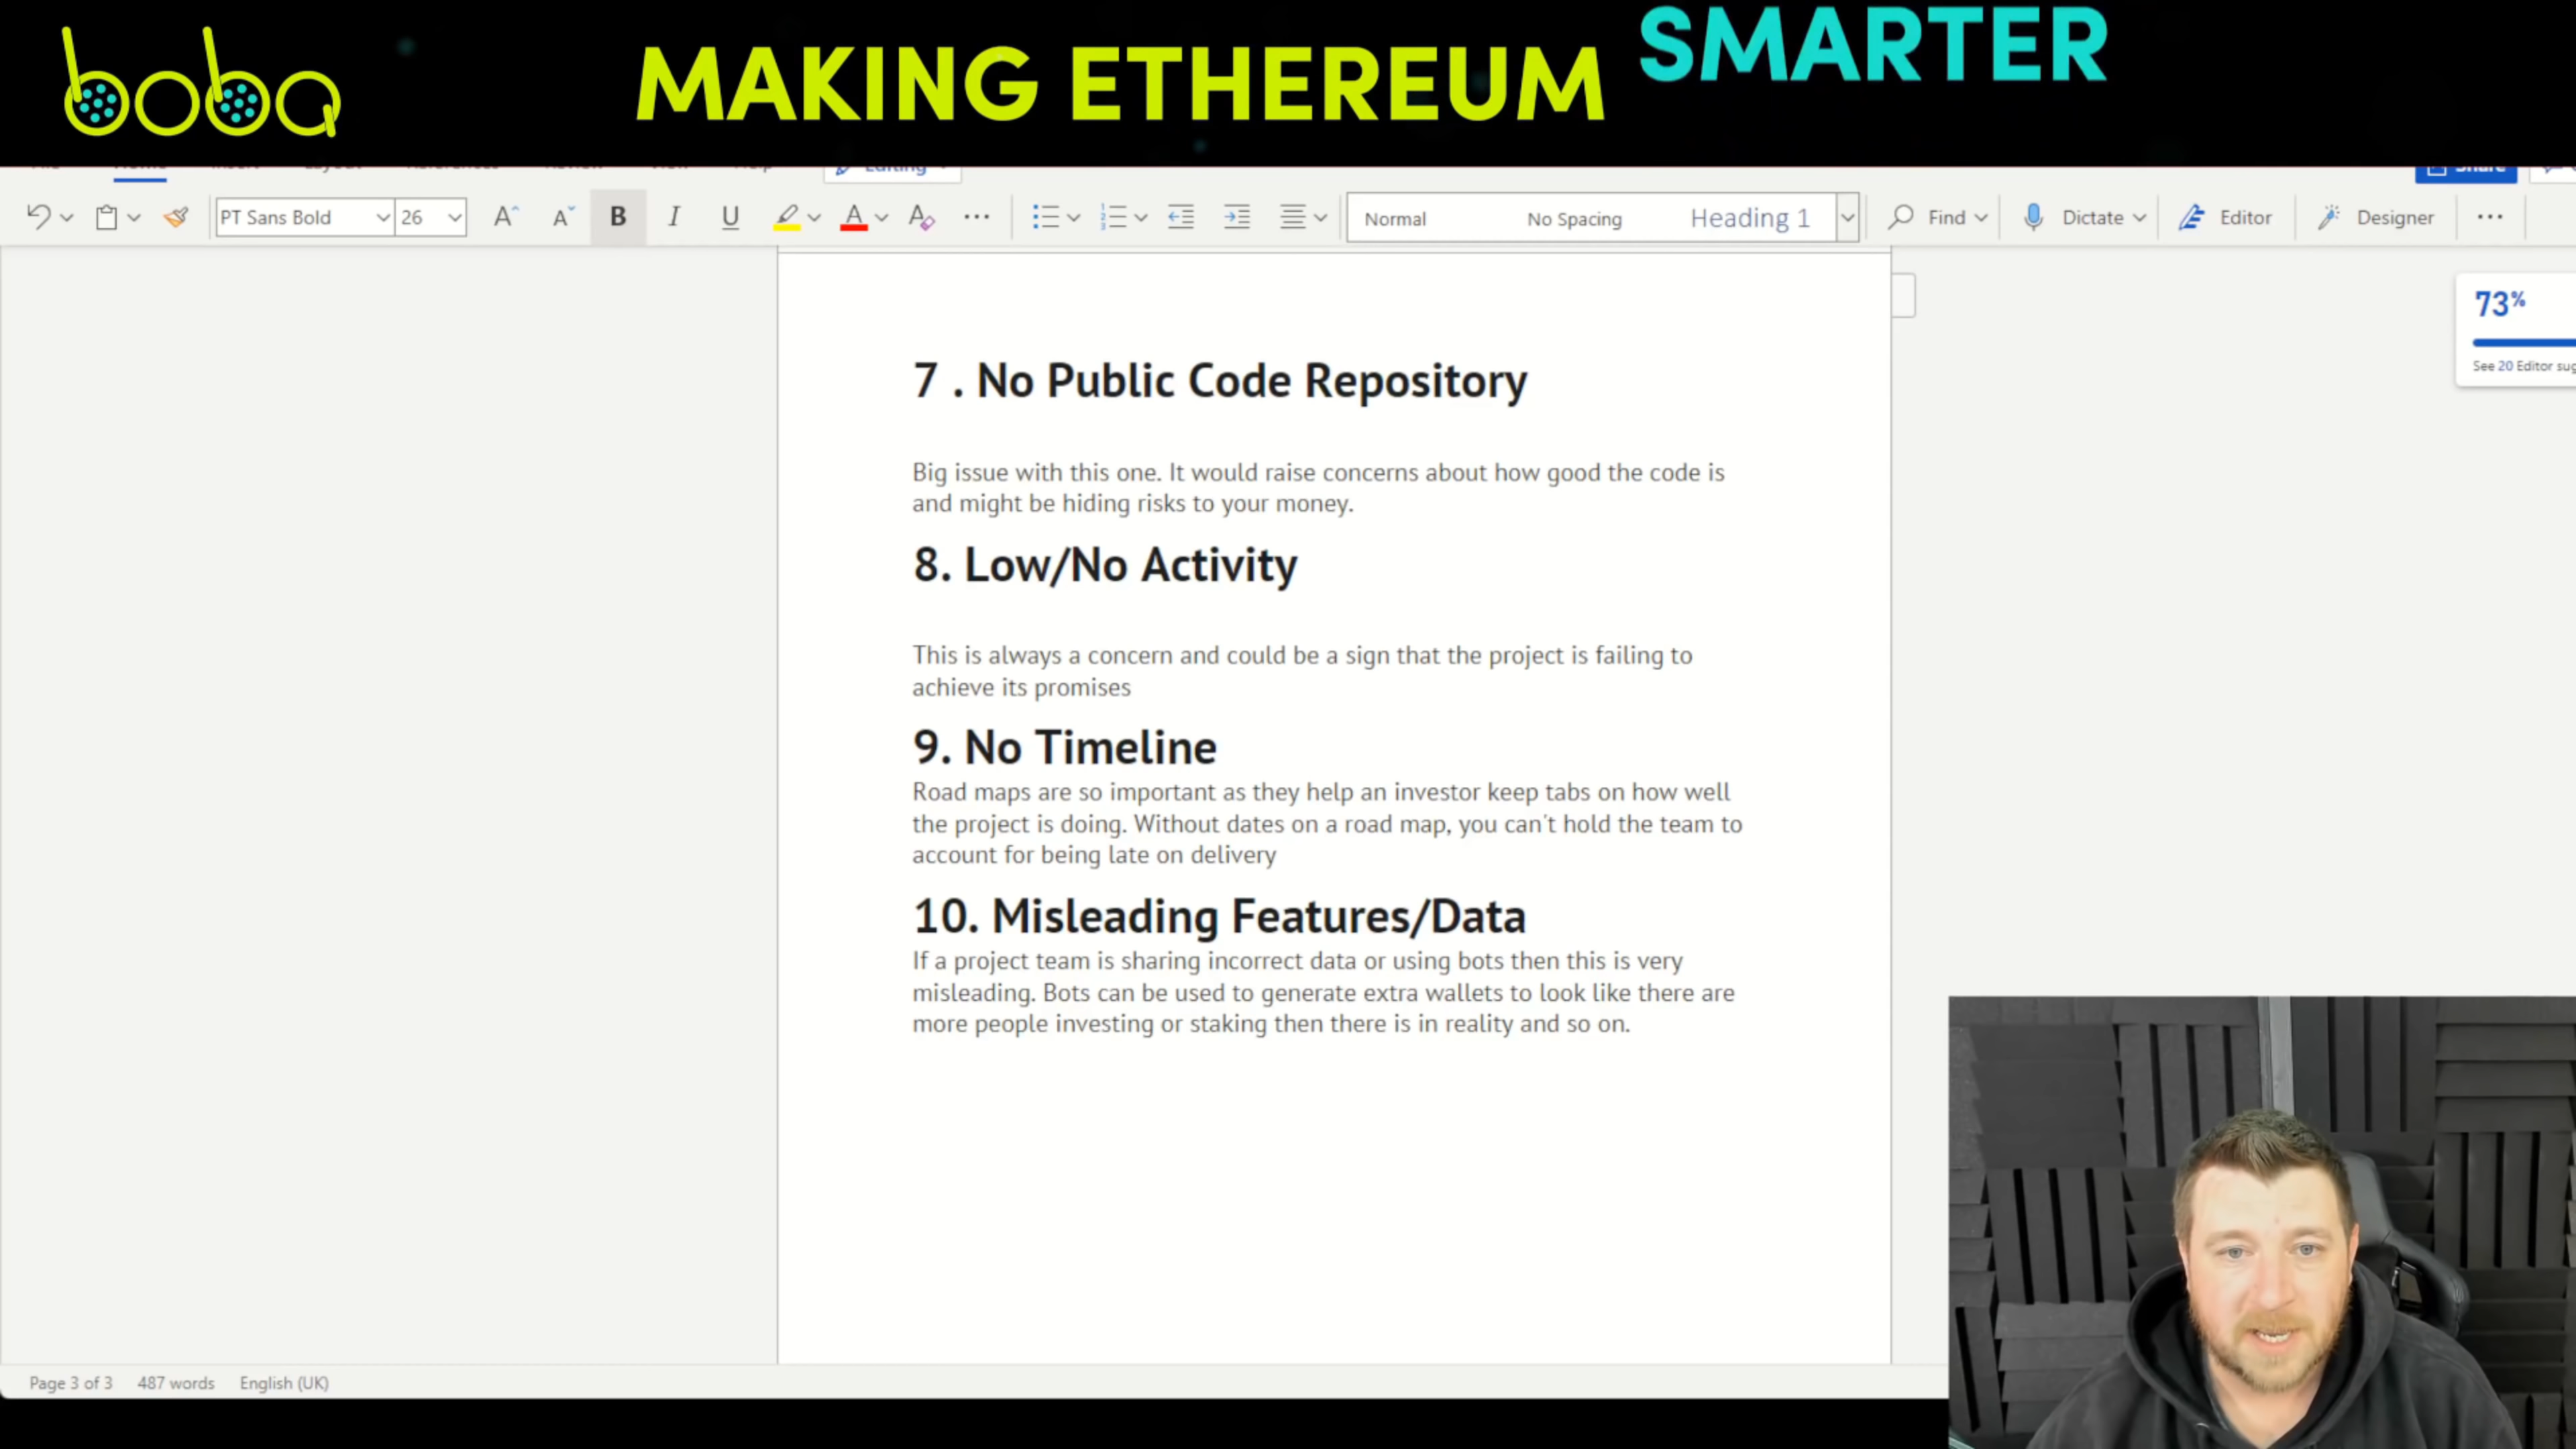 boba
MAKING ETHEREUM SMARTER
Home
Editing
Share
PT Sans Bold
26
B
I
U
Normal
No Spacing
Heading 1
Find
Dictate
Editor
Designer
73%
See 20 Editor sug
7 . No Public Code Repository
Big issue with this one. It would raise concerns about how good the code is
and might be hiding risks to your money.
8. Low/No Activity
This is always a concern and could be a sign that the project is failing to
achieve its promises
9. No Timeline
Road maps are so important as they help an investor keep tabs on how well
the project is doing. Without dates on a road map, you can't hold the team to
account for being late on delivery
10. Misleading Features/Data
If a project team is sharing incorrect data or using bots then this is very
misleading. Bots can be used to generate extra wallets to look like there are
more people investing or staking then there is in reality and so on.
Page 3 of 3
487 words
English (UK)